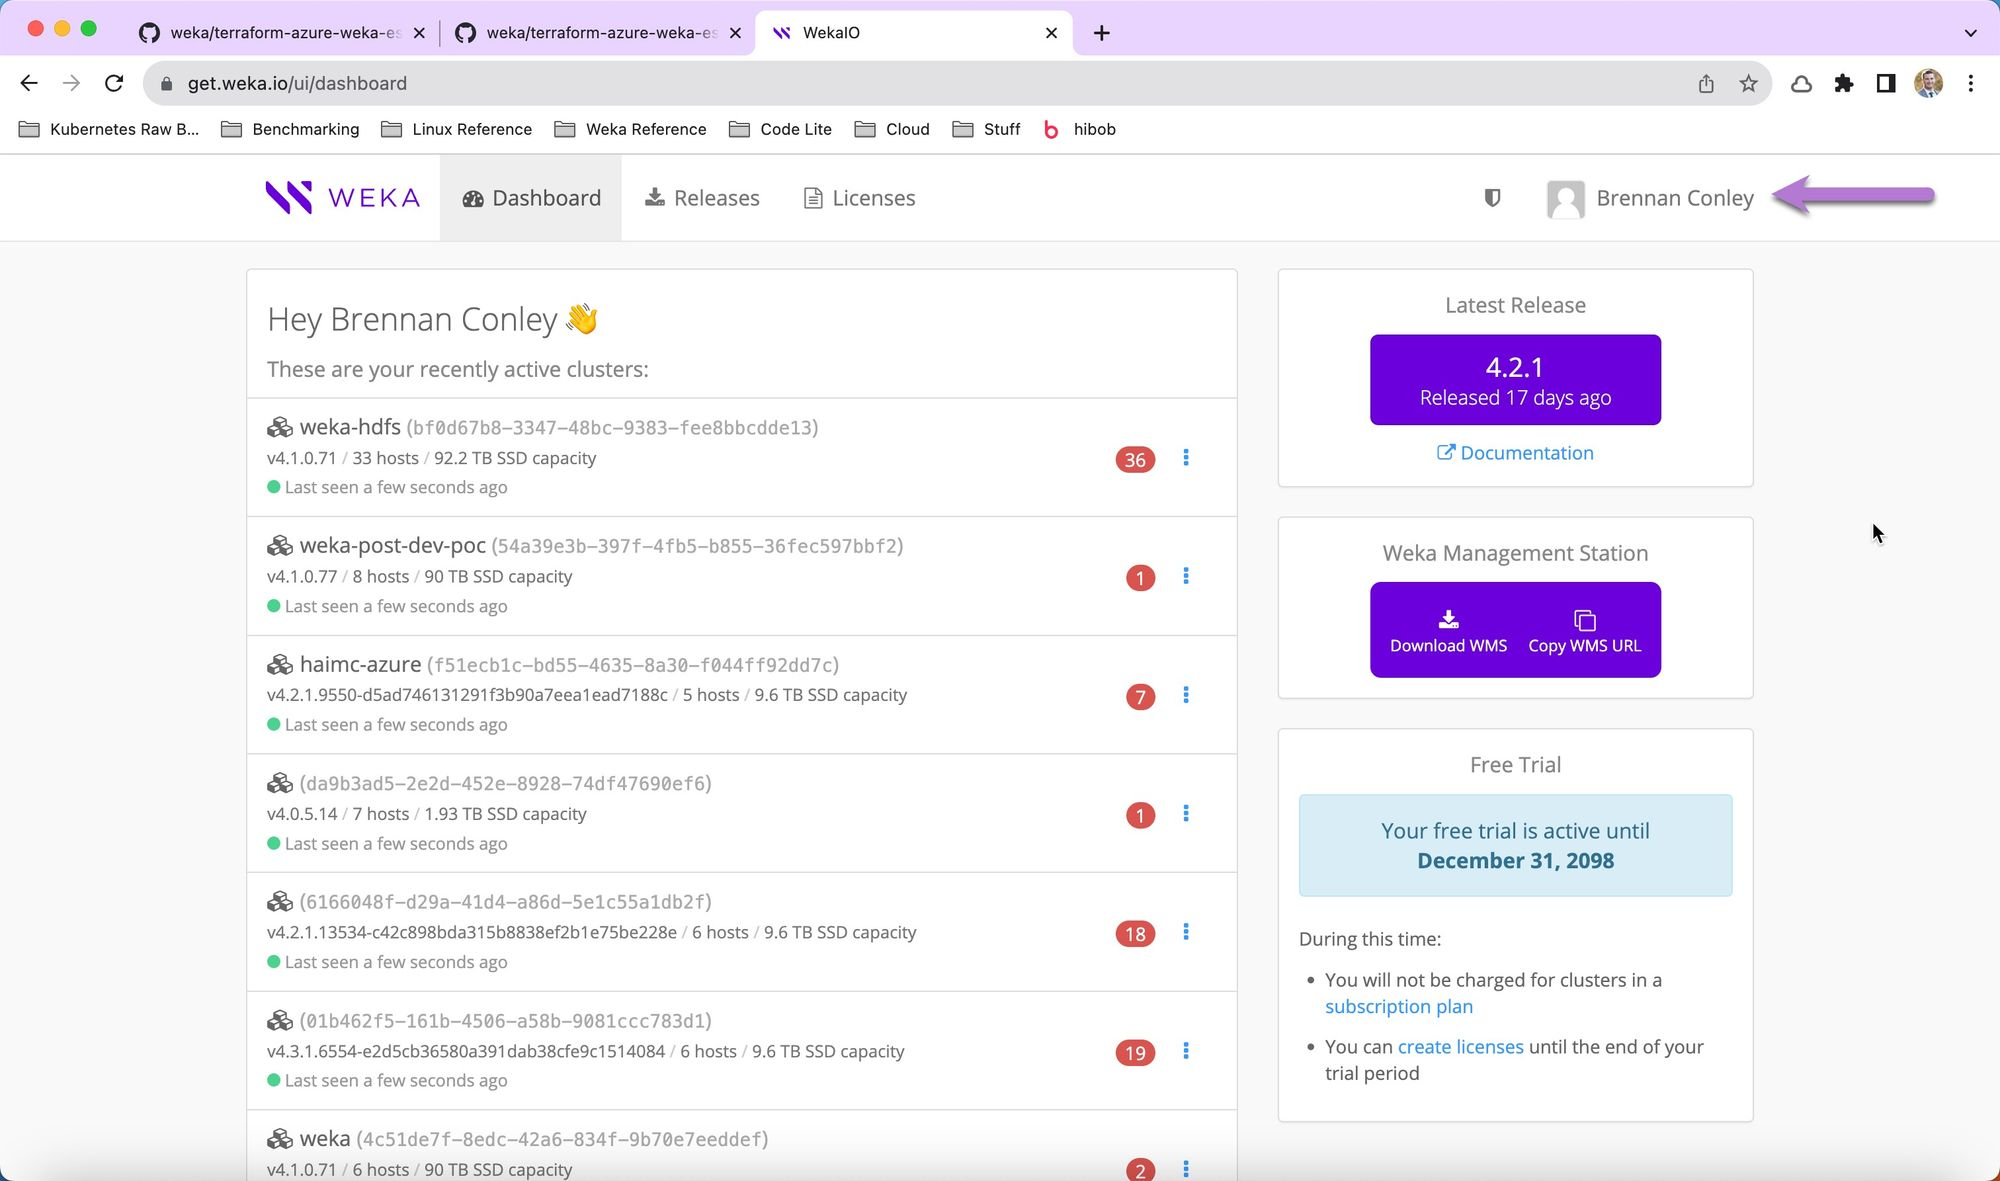 weka/terraform-azure-weka-es
weka/terraform-azure-weka-es
WekaIO
get.weka.io/ui/dashboard
Kubernetes Raw B...
Benchmarking
Linux Reference
Weka Reference
Code Lite
Cloud
Stuff
hibob
WEKA
Dashboard
Releases
Licenses
Brennan Conley
Hey Brennan Conley 👋
These are your recently active clusters:
weka-hdfs (bf0d67b8-3347-48bc-9383-fee8bbcdde13)
v4.1.0.71 / 33 hosts / 92.2 TB SSD capacity
36
Last seen a few seconds ago
weka-post-dev-poc (54a39e3b-397f-4fb5-b855-36fec597bbf2)
v4.1.0.77 / 8 hosts / 90 TB SSD capacity
1
Last seen a few seconds ago
haimc-azure (f51ecb1c-bd55-4635-8a30-f044ff92dd7c)
v4.2.1.9550-d5ad746131291f3b90a7eea1ead7188c / 5 hosts / 9.6 TB SSD capacity
7
Last seen a few seconds ago
(da9b3ad5-2e2d-452e-8928-74df47690ef6)
v4.0.5.14 / 7 hosts / 1.93 TB SSD capacity
1
Last seen a few seconds ago
(6166048f-d29a-41d4-a86d-5e1c55a1db2f)
v4.2.1.13534-c42c898bda315b8838ef2b1e75be228e / 6 hosts / 9.6 TB SSD capacity
18
Last seen a few seconds ago
(01b462f5-161b-4506-a58b-9081ccc783d1)
v4.3.1.6554-e2d5cb36580a391dab38cfe9c1514084 / 6 hosts / 9.6 TB SSD capacity
19
Last seen a few seconds ago
weka (4c51de7f-8edc-42a6-834f-9b70e7eeddef)
v4.1.0.71 / 6 hosts / 90 TB SSD capacity
2
Latest Release
4.2.1
Released 17 days ago
Documentation
Weka Management Station
Download WMS
Copy WMS URL
Free Trial
Your free trial is active until
December 31, 2098
During this time:
• You will not be charged for clusters in a
subscription plan
• You can create licenses until the end of your
trial period